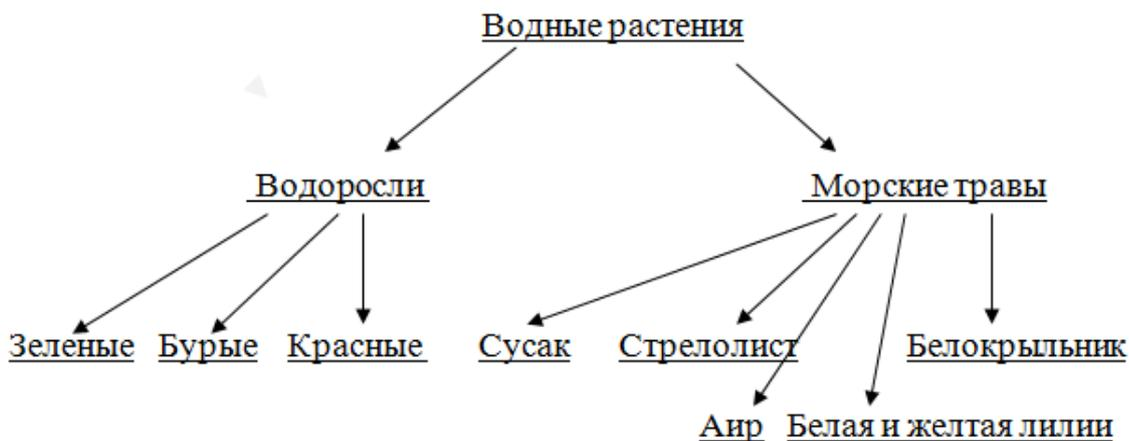 Водные растения
Водоросли Морские травы
Зеленые Бурые Красные Сусак Стрелолист Белокрыльник
Аир Белая и желтая лилии